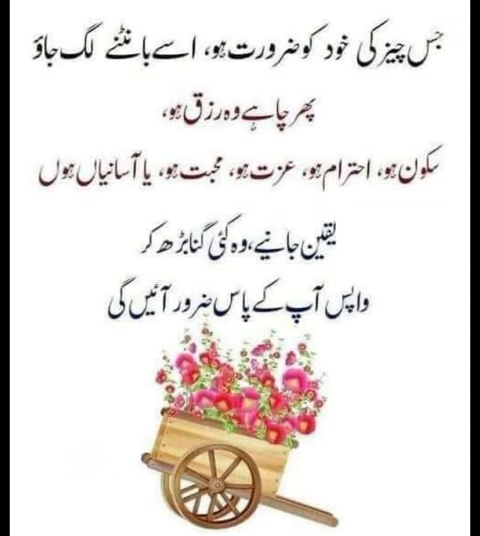 جس چیز کی خود کو ضرورت ہو، اسے بانٹنے لگ جاؤ
پھر چاہے وہ رزق ہو،
سکون ہو، احترام ہو، عزت ہو، محبت ہو، یا آسانیاں ہوں
یقین جانیے، وہ کئی گنا بڑھ کر
واپس آپ کے پاس ضرور آئیں گی